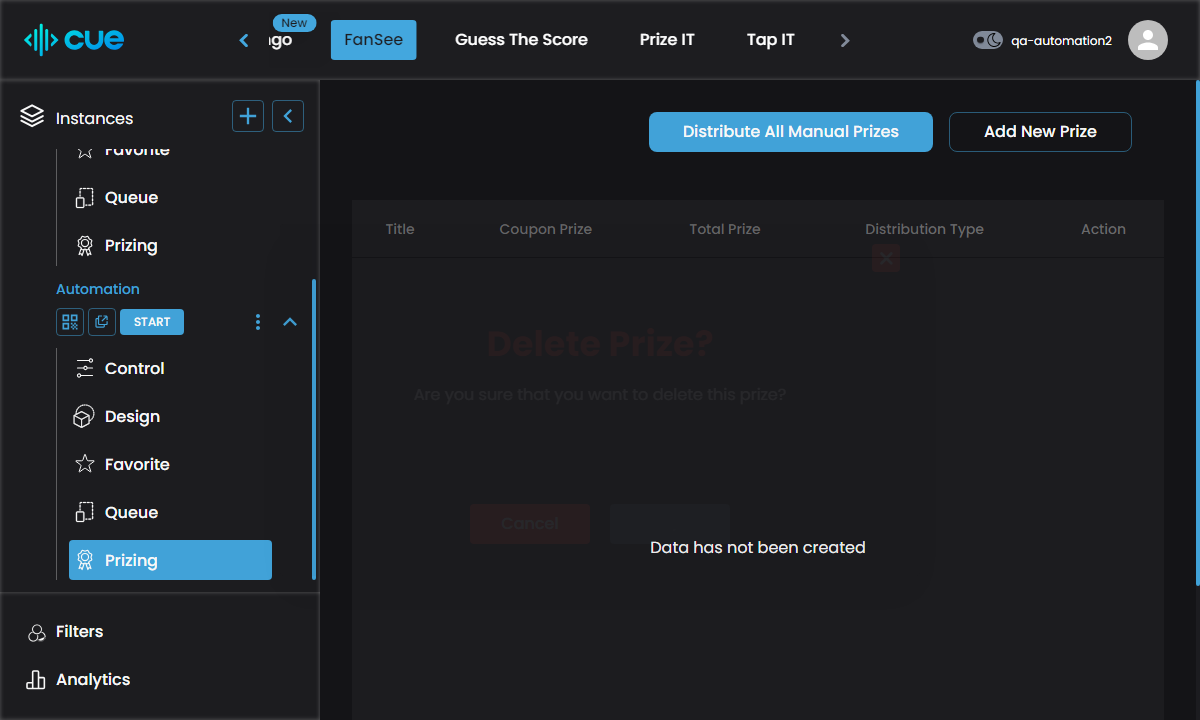 cue
New
ngo
FanSee
Guess The Score
Prize IT
Tap IT
qa-automation2
Instances
Favorite
Queue
Prizing
Automation
START
Control
Design
Favorite
Queue
Prizing
Filters
Analytics
Distribute All Manual Prizes
Add New Prize
Title
Coupon Prize
Total Prize
Distribution Type
Action
Delete Prize?
Are you sure that you want to delete this prize?
Cancel
Data has not been created